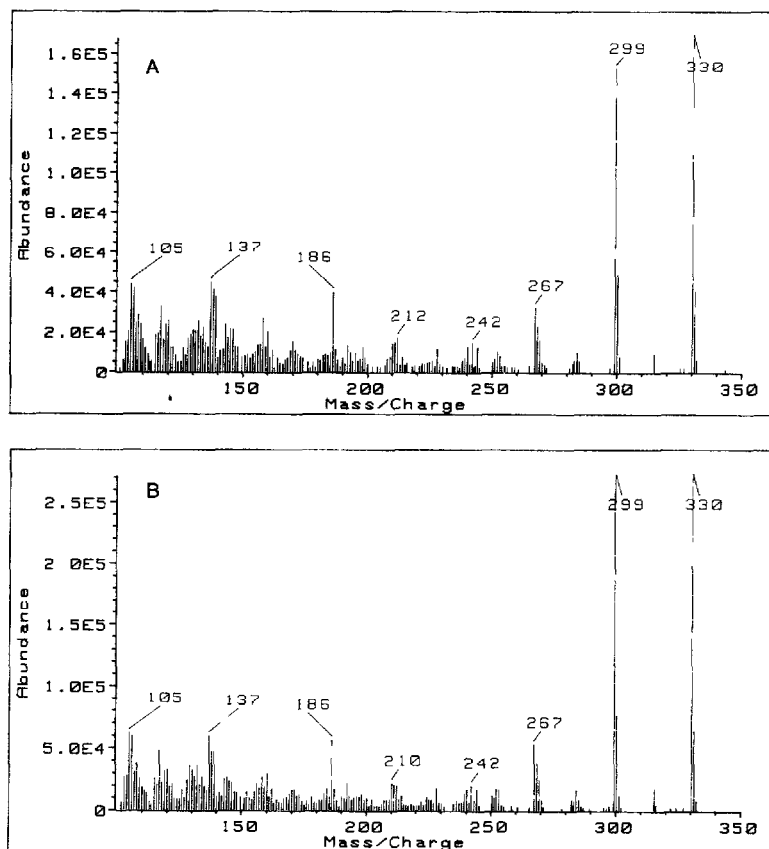 A
1.6E5
1.4E5
1.2E5
1.0E5
8.0E4
6.0E4
4.0E4
2.0E4
0
Abundance
105
137
186
212
242
267
299
330
150
200
250
300
350
Mass/Charge
B
2.5E5
2 0E5
1.5E5
1.0E5
5.0E4
0
Abundance
105
137
186
210
242
267
299
330
150
200
250
300
350
Mass/Charge